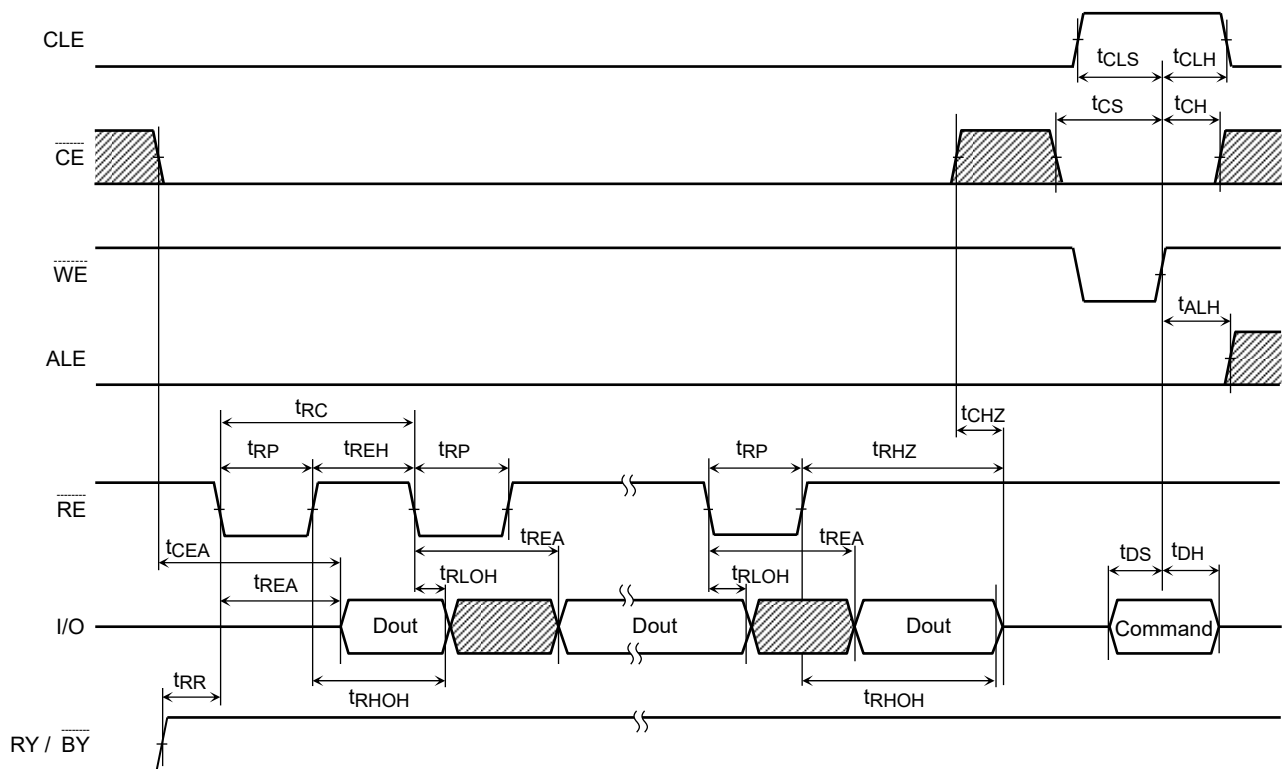 CLE
tCLS tCLH
tCS tCH
CE
WE
tALH
ALE
tRC tCHZ
tRP tREH tRP tRP tRHZ
RE
tCEA tREA tREA
tREA tRLOH tRLOH tDS tDH
I/O Dout Dout Dout Command
tRR tRHOH tRHOH
RY / BY